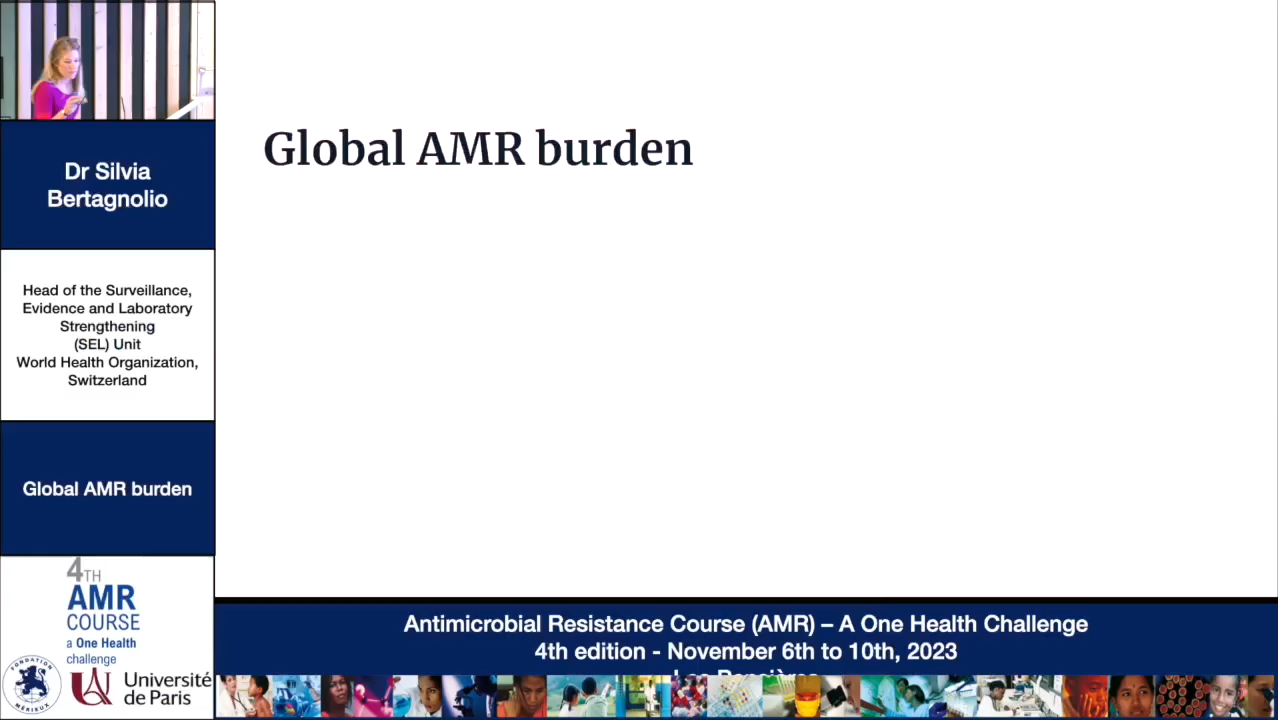 Global AMR burden
Dr Silvia
Bertagnolio
Head of the Surveillance,
Evidence and Laboratory
Strengthening
(SEL) Unit
World Health Organization,
Switzerland
Global AMR burden
4TH
AMR
COURSE
a One Health
challenge
FONDATION
MÉRIEUX
Université
de Paris
Antimicrobial Resistance Course (AMR) – A One Health Challenge
4th edition - November 6th to 10th, 2023